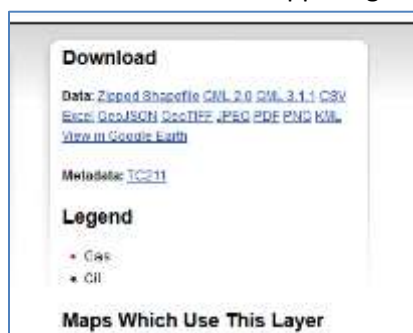 Download
Data: Zipped Shapefile GML 2.0 GML 3.1.1 CSV
Excel GeoJSON GeoTIFF JPEG PDF PNG KML
View in Google Earth
Metadata: TC211
Legend
• Gas
• Oil
Maps Which Use This Layer